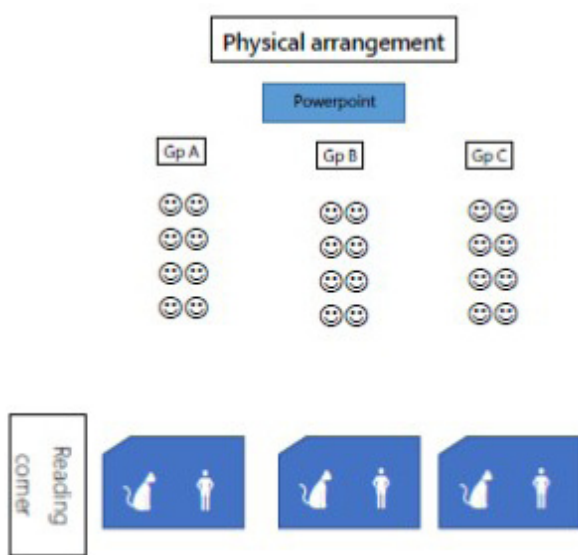 Physical arrangement
Powerpoint
Gp A
Gp B
Gp C
Reading
corner